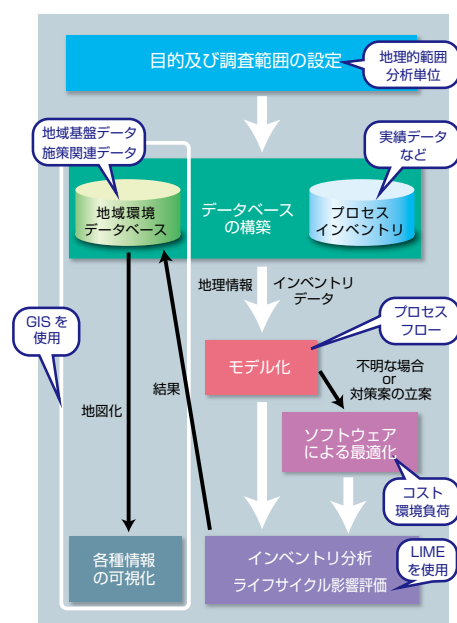 目的及び調査範囲の設定
地理的範囲
分析単位
地域基盤データ
施策関連データ
実績データ
など
地域環境
データベース
データベース
の構築
プロセス
インベントリ
地理情報
インベントリ
データ
GISを
使用
プロセス
フロー
モデル化
不明な場合
or
対策案の立案
結果
地図化
ソフトウェア
による最適化
コスト
環境負荷
各種情報
の可視化
インベントリ分析
ライフサイクル影響評価
LIME
を使用